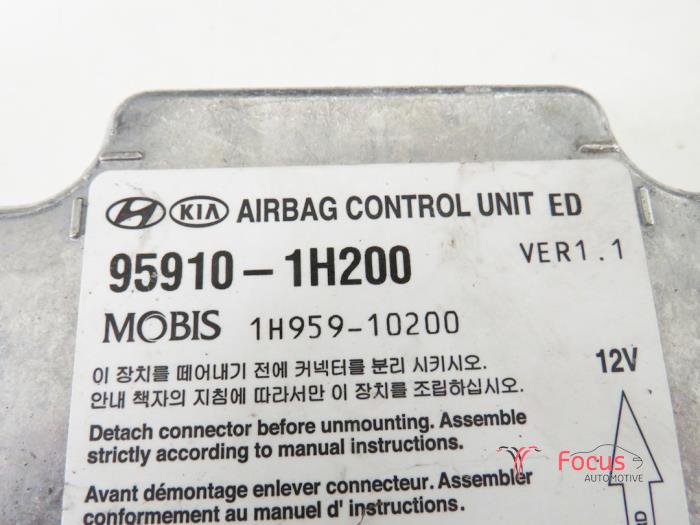 KIA AIRBAG CONTROL UNIT ED
95910-1H200 VER1.1
MOBIS 1H959-10200
이 장치를 떼어내기 전에 커넥터를 분리 시키시오.
안내 책자의 지침에 따라서만 이 장치를 조립하십시오.
12V
Detach connector before unmounting. Assemble
strictly according to manual instructions.
Avant démontage enlever connecteur. Assembler
conformement au manuel d' instructions.
Focus
AUTOMOTIVE